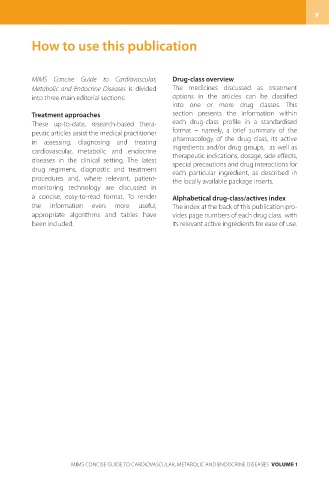 v
How to use this publication
MIMS Concise Guide to Cardiovascular,
Metabolic and Endocrine Diseases is divided
into three main editorial sections:
Treatment approaches
These up-to-date, research-based thera-
peutic articles assist the medical practitioner
in assessing, diagnosing and treating
cardiovascular, metabolic and endocrine
diseases in the clinical setting. The latest
drug regimens, diagnostic and treatment
procedures and, where relevant, patient-
monitoring technology are discussed in
a concise, easy-to-read format. To render
the information even more useful,
appropriate algorithms and tables have
been included.
Drug-class overview
The medicines discussed as treatment
options in the articles can be classified
into one or more drug classes. This
section presents the information within
each drug-class profile in a standardised
format – namely, a brief summary of the
pharmacology of the drug class, its active
ingredients and/or drug groups, as well as
therapeutic indications, dosage, side effects,
special precautions and drug interactions for
each particular ingredient, as described in
the locally available package inserts.
Alphabetical drug-class/actives index
The index at the back of this publication pro-
vides page numbers of each drug class with
its relevant active ingredients for ease of use.
MIMS CONCISE GUIDE TO CARDIOVASCULAR, METABOLIC AND ENDOCRINE DISEASES VOLUME 1